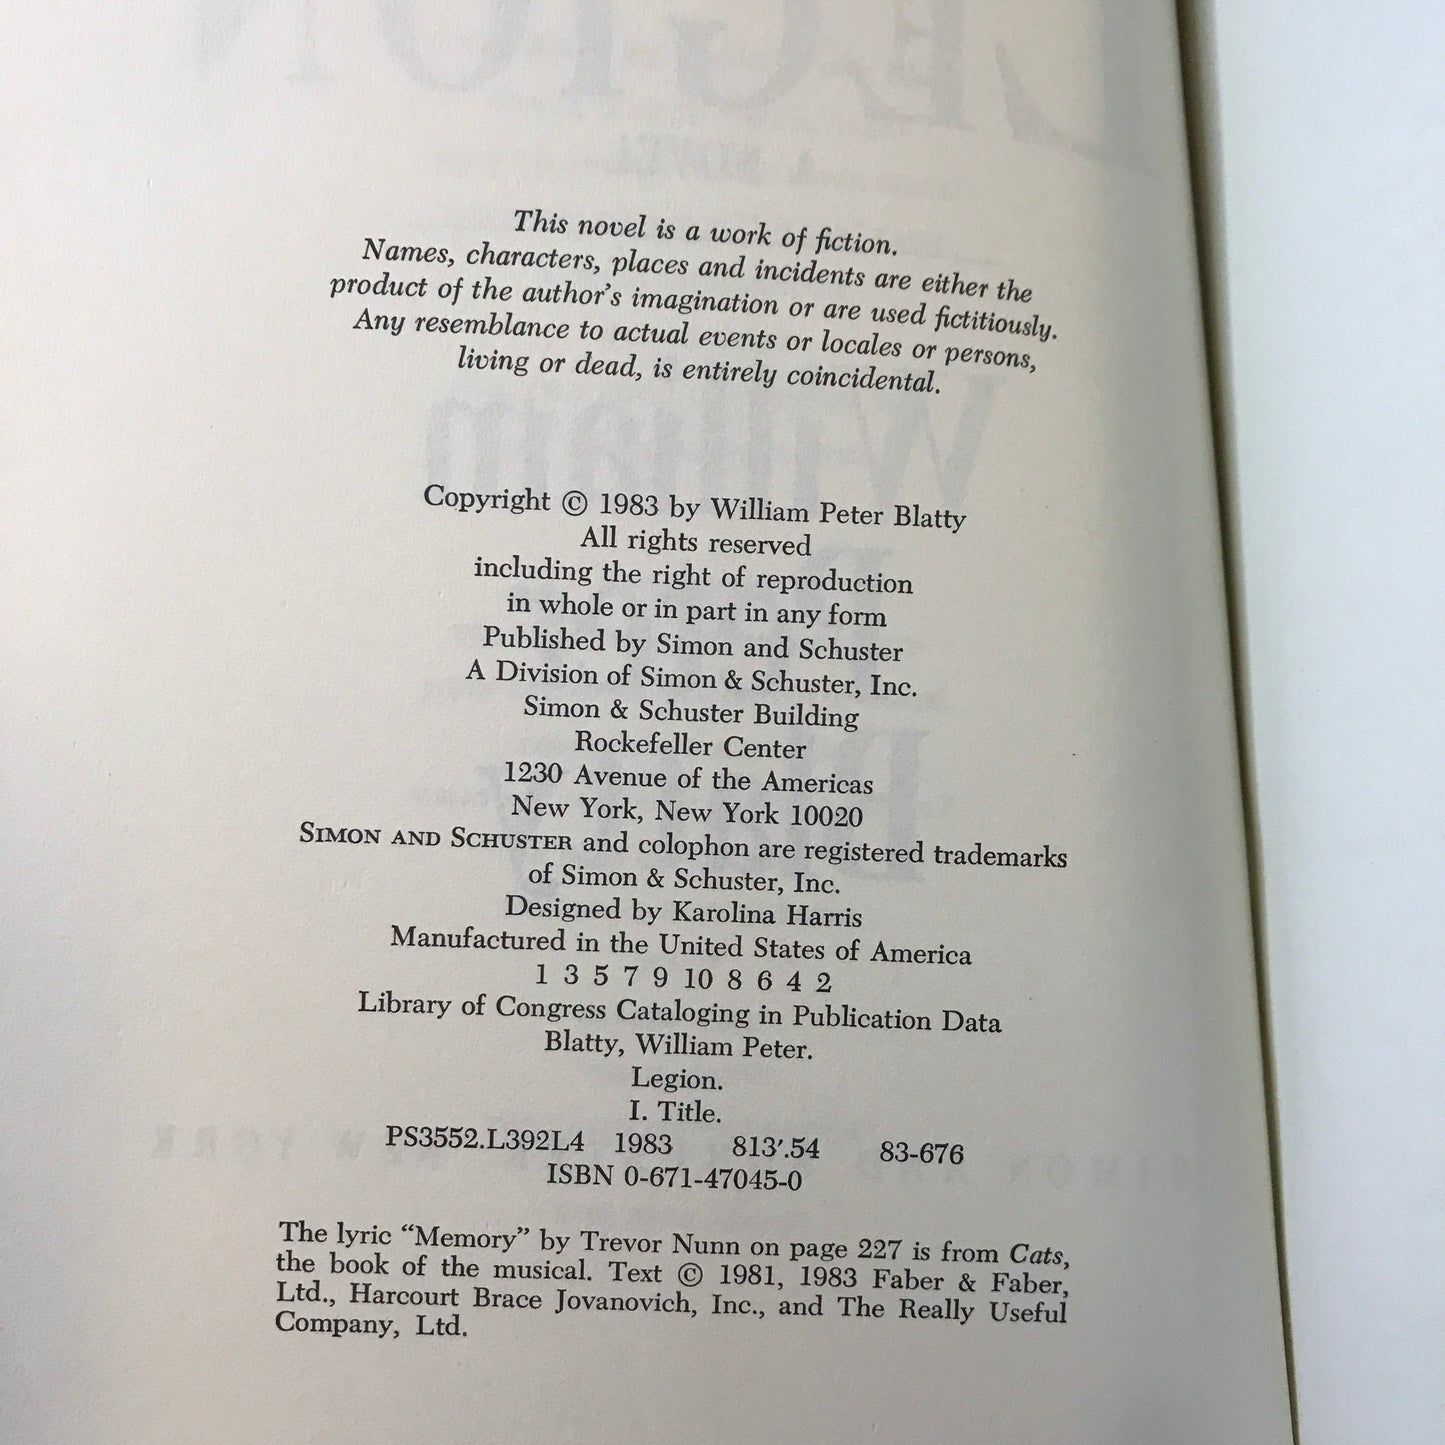 This novel is a work of fiction.
Names, characters, places and incidents are either the
product of the author's imagination or are used fictitiously.
Any resemblance to actual events or locales or persons,
living or dead, is entirely coincidental.
Copyright © 1983 by William Peter Blatty
All rights reserved
including the right of reproduction
in whole or in part in any form
Published by Simon and Schuster
A Division of Simon & Schuster, Inc.
Simon & Schuster Building
Rockefeller Center
1230 Avenue of the Americas
New York, New York 10020
SIMON AND SCHUSTER and colophon are registered trademarks
of Simon & Schuster, Inc.
Designed by Karolina Harris
Manufactured in the United States of America
1 3 5 7 9 10 8 6 4 2
Library of Congress Cataloging in Publication Data
Blatty, William Peter.
Legion.
I. Title.
PS3552.L392L4 1983 813′.54 83-676
ISBN 0-671-47045-0
The lyric “Memory” by Trevor Nunn on page 227 is from Cats,
the book of the musical. Text © 1981, 1983 Faber & Faber,
Ltd., Harcourt Brace Jovanovich, Inc., and The Really Useful
Company, Ltd.